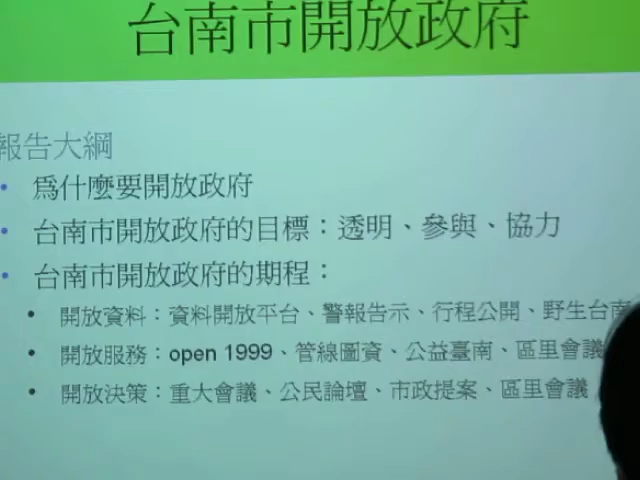 台南市開放政府
報告大綱
• 爲什麼要開放政府
• 台南市開放政府的目標：透明、參與、協力
• 台南市開放政府的期程：
• 開放資料：資料開放平台、警報告示、行程公開、野生台南
• 開放服務：open 1999、管線圖資、公益臺南、區里會議
• 開放決策：重大會議、公民論壇、市政提案、區里會議